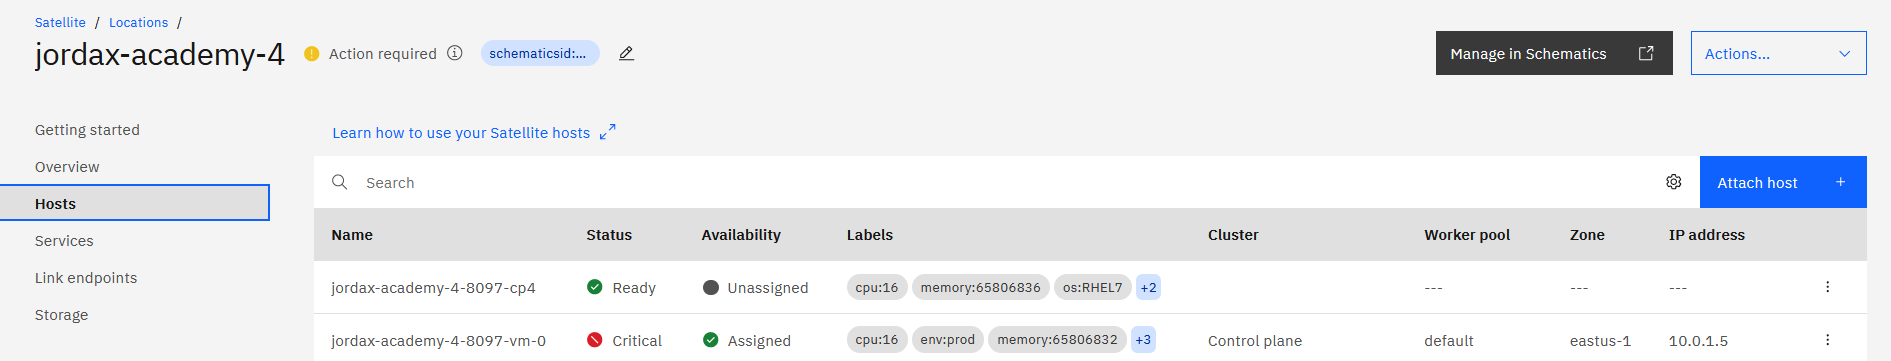 Satellite / Locations /
jordax-academy-4 Action required schematicsid:... Manage in Schematics Actions...
Getting started
Overview
Hosts
Services
Link endpoints
Storage
Learn how to use your Satellite hosts
Search Attach host +
Name Status Availability Labels Cluster Worker pool Zone IP address
jordax-academy-4-8097-cp4 Ready Unassigned cpu:16 memory:65806836 os:RHEL7 +2 --- --- ---
jordax-academy-4-8097-vm-0 Critical Assigned cpu:16 env:prod memory:65806832 +3 Control plane default eastus-1 10.0.1.5